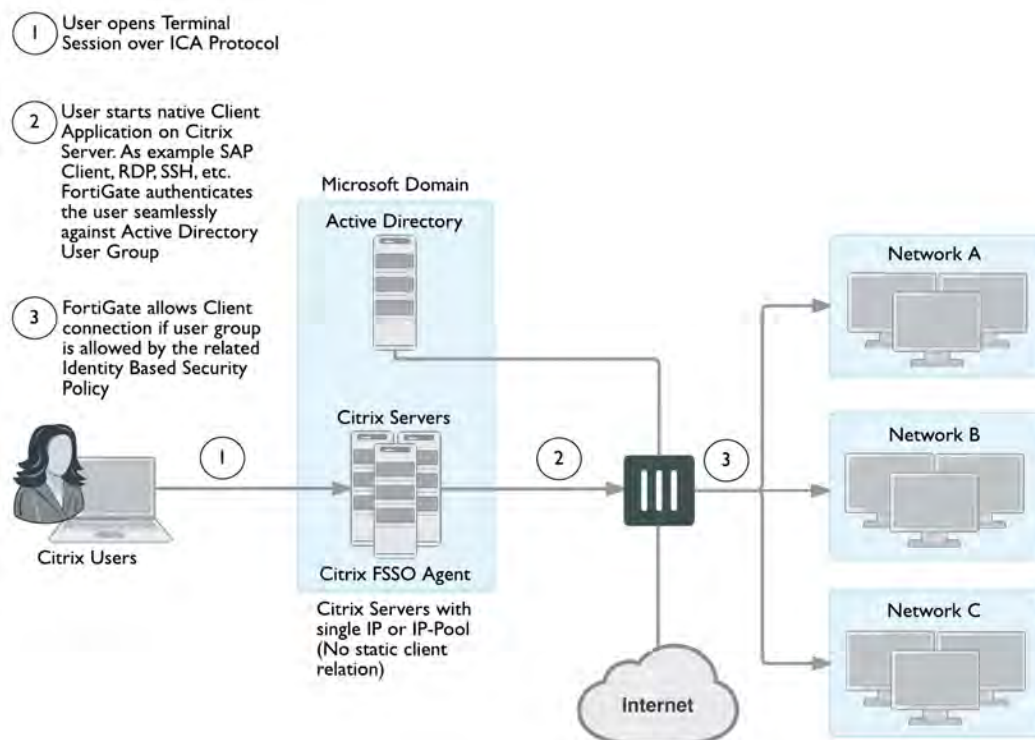 1
User opens Terminal
Session over ICA Protocol
2
User starts native Client
Application on Citrix
Server. As example SAP
Client, RDP, SSH, etc.
FortiGate authenticates
the user seamlessly
against Active Directory
User Group
3
FortiGate allows Client
connection if user group
is allowed by the related
Identity Based Security
Policy
Microsoft Domain
Active Directory
Citrix Servers
Citrix FSSO Agent
Citrix Servers with
single IP or IP-Pool
(No static client
relation)
Citrix Users
1
2
3
Internet
Network A
Network B
Network C